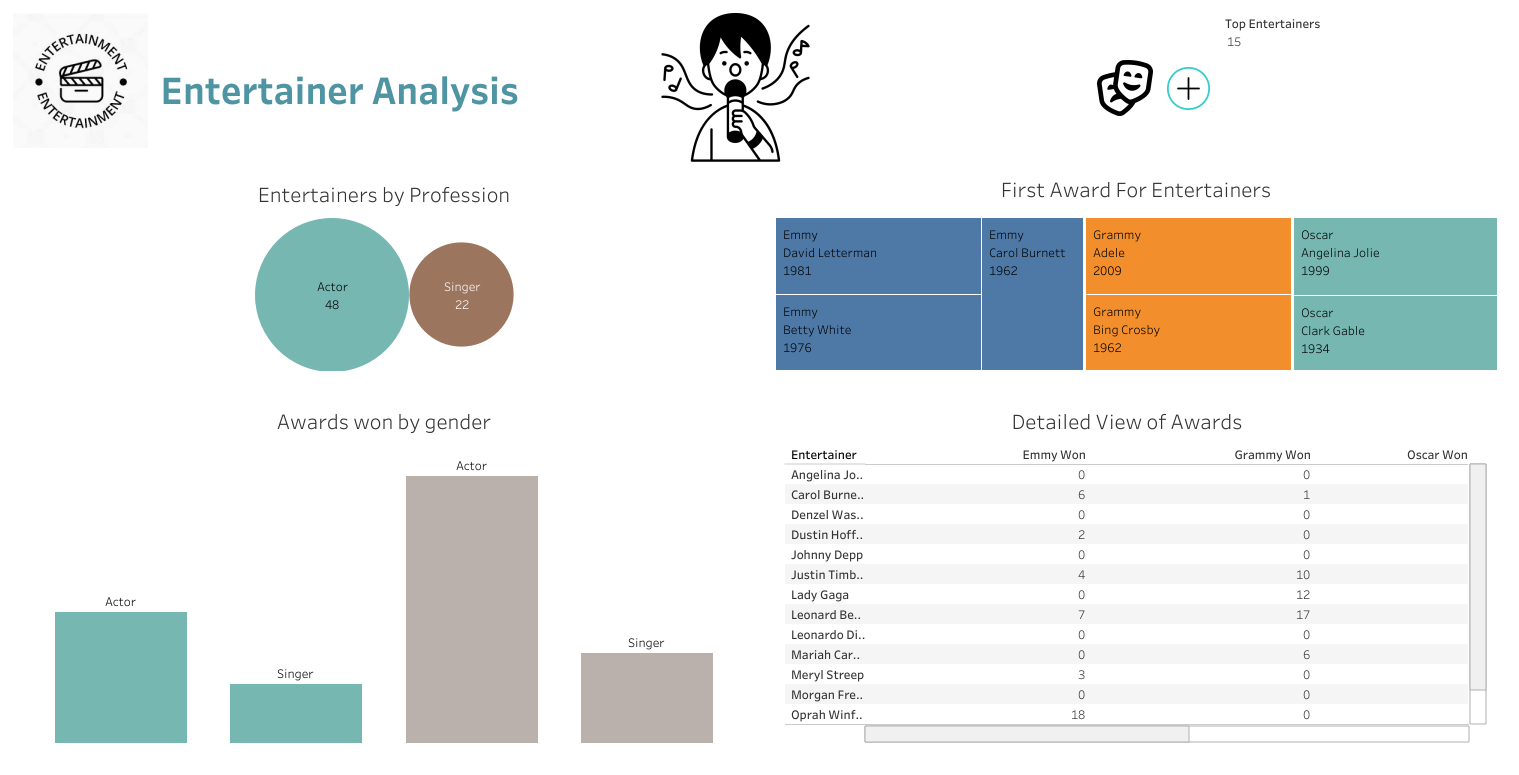 ENTERTAINMENT
ENTERTAINMENT
Entertainer Analysis
Top Entertainers
15
Entertainers by Profession
Actor
48
Singer
22
First Award For Entertainers
Emmy
David Letterman
1981
Emmy
Carol Burnett
1962
Grammy
Adele
2009
Oscar
Angelina Jolie
1999
Emmy
Betty White
1976
Grammy
Bing Crosby
1962
Oscar
Clark Gable
1934
Awards won by gender
Actor
Singer
Actor
Singer
Detailed View of Awards
Entertainer Emmy Won Grammy Won Oscar Won
Angelina Jo.. 0 0
Carol Burne.. 6 1
Denzel Was.. 0 0
Dustin Hoff.. 2 0
Johnny Depp 0 0
Justin Timb.. 4 10
Lady Gaga 0 12
Leonard Be.. 7 17
Leonardo Di.. 0 0
Mariah Car.. 0 6
Meryl Streep 3 0
Morgan Fre.. 0 0
Oprah Winf.. 18 0